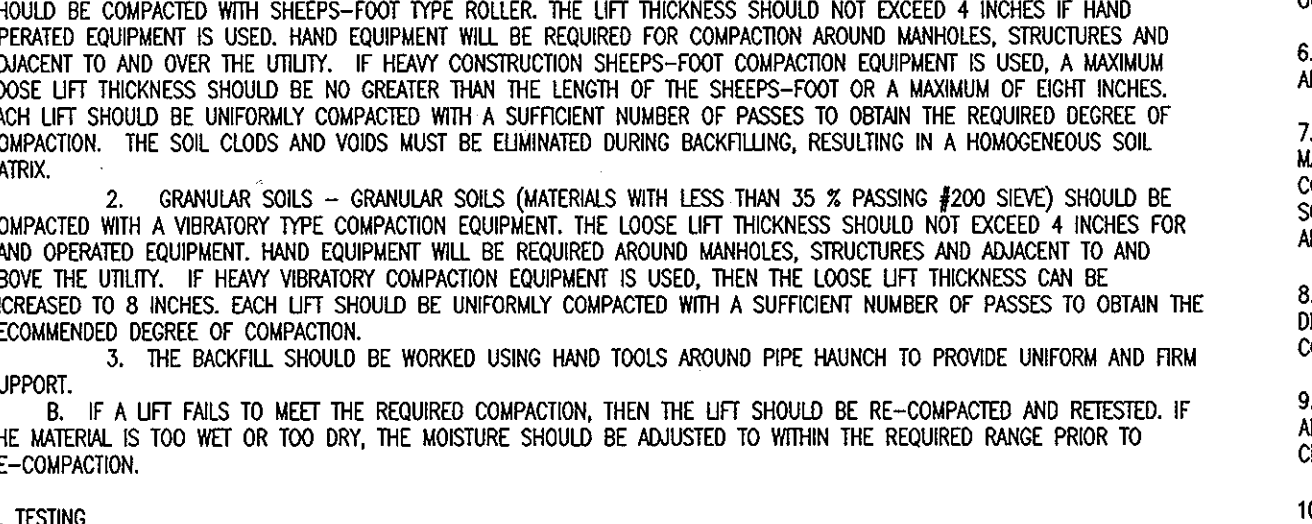 HOULD BE COMPACTED WITH SHEEPS-FOOT TYPE ROLLER. THE LIFT THICKNESS SHOULD NOT EXCEED 4 INCHES IF HAND
PERATED EQUIPMENT IS USED. HAND EQUIPMENT WILL BE REQUIRED FOR COMPACTION AROUND MANHOLES, STRUCTURES AND
DJACENT TO AND OVER THE UTILITY. IF HEAVY CONSTRUCTION SHEEPS-FOOT COMPACTION EQUIPMENT IS USED, A MAXIMUM
OOSE LIFT THICKNESS SHOULD BE NO GREATER THAN THE LENGTH OF THE SHEEPS-FOOT OR A MAXIMUM OF EIGHT INCHES.
ACH LIFT SHOULD BE UNIFORMLY COMPACTED WITH A SUFFICIENT NUMBER OF PASSES TO OBTAIN THE REQUIRED DEGREE OF
OMPACTION. THE SOIL CLODS AND VOIDS MUST BE ELIMINATED DURING BACKFILLING, RESULTING IN A HOMOGENEOUS SOIL
ATRIX.
2. GRANULAR SOILS - GRANULAR SOILS (MATERIALS WITH LESS THAN 35 % PASSING #200 SIEVE) SHOULD BE
OMPACTED WITH A VIBRATORY TYPE COMPACTION EQUIPMENT. THE LOOSE LIFT THICKNESS SHOULD NOT EXCEED 4 INCHES FOR
AND OPERATED EQUIPMENT. HAND EQUIPMENT WILL BE REQUIRED AROUND MANHOLES, STRUCTURES AND ADJACENT TO AND
BOVE THE UTILITY. IF HEAVY VIBRATORY COMPACTION EQUIPMENT IS USED, THEN THE LOOSE LIFT THICKNESS CAN BE
NCREASED TO 8 INCHES. EACH LIFT SHOULD BE UNIFORMLY COMPACTED WITH A SUFFICIENT NUMBER OF PASSES TO OBTAIN THE
ECOMMENDED DEGREE OF COMPACTION.
3. THE BACKFILL SHOULD BE WORKED USING HAND TOOLS AROUND PIPE HAUNCH TO PROVIDE UNIFORM AND FIRM
UPPORT.
B. IF A LIFT FAILS TO MEET THE REQUIRED COMPACTION, THEN THE LIFT SHOULD BE RE-COMPACTED AND RETESTED. IF
HE MATERIAL IS TOO WET OR TOO DRY, THE MOISTURE SHOULD BE ADJUSTED TO WITHIN THE REQUIRED RANGE PRIOR TO
E-COMPACTION.
. TESTING
6.
7.
8.
9.
10